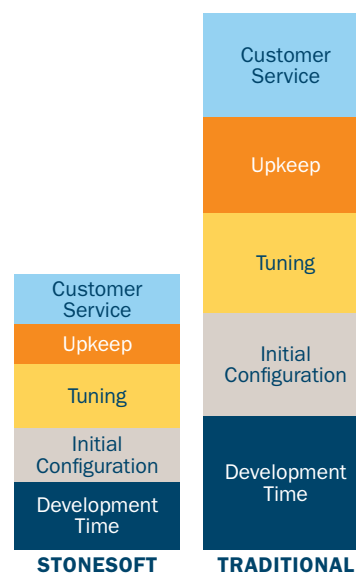 Customer
Service
Upkeep
Tuning
Initial
Configuration
Development
Time
STONESOFT
Customer
Service
Upkeep
Tuning
Initial
Configuration
Development
Time
TRADITIONAL